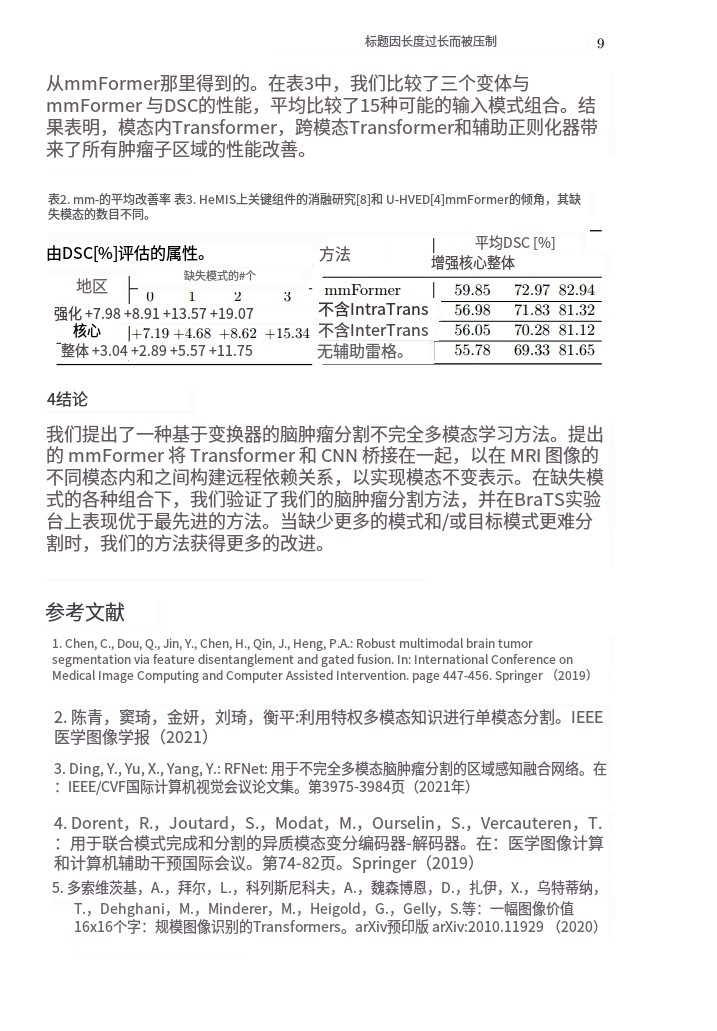 标题因长度过长而被压制 9
从mmFormer那里得到的。在表3中，我们比较了三个变体与
mmFormer 与DSC的性能，平均比较了15种可能的输入模式组合。结
果表明，模态内Transformer，跨模态Transformer和辅助正则化器带
来了所有肿瘤子区域的性能改善。
表2. mm-的平均改善率 表3. HeMIS上关键组件的消融研究[8]和 U-HVED[4]mmFormer的倾角，其缺
失模态的数目不同。
由DSC[%]评估的属性。
地区 缺失模式的#个
0 1 2 3
强化 +7.98 +8.91 +13.57 +19.07
核心 +7.19 +4.68 +8.62 +15.34
整体 +3.04 +2.89 +5.57 +11.75
方法 平均DSC [%]
增强核心整体
mmFormer 59.85 72.97 82.94
不含IntraTrans 56.98 71.83 81.32
不含InterTrans 56.05 70.28 81.12
无辅助雷格。 55.78 69.33 81.65
4结论
我们提出了一种基于变换器的脑肿瘤分割不完全多模态学习方法。提出
的 mmFormer 将 Transformer 和 CNN 桥接在一起，以在 MRI 图像的
不同模态内和之间构建远程依赖关系，以实现模态不变表示。在缺失模
式的各种组合下，我们验证了我们的脑肿瘤分割方法，并在BraTS实验
台上表现优于最先进的方法。当缺少更多的模式和/或目标模式更难分
割时，我们的方法获得更多的改进。
参考文献
1. Chen, C., Dou, Q., Jin, Y., Chen, H., Qin, J., Heng, P.A.: Robust multimodal brain tumor
segmentation via feature disentanglement and gated fusion. In: International Conference on
Medical Image Computing and Computer Assisted Intervention. page 447-456. Springer （2019）
2. 陈青，窦琦，金妍，刘琦，衡平:利用特权多模态知识进行单模态分割。IEEE
医学图像学报（2021）
3. Ding, Y., Yu, X., Yang, Y.: RFNet: 用于不完全多模态脑肿瘤分割的区域感知融合网络。在
：IEEE/CVF国际计算机视觉会议论文集。第3975-3984页（2021年）
4. Dorent，R.，Joutard，S.，Modat，M.，Ourselin，S.，Vercauteren，T.
：用于联合模式完成和分割的异质模态变分编码器-解码器。在：医学图像计算
和计算机辅助干预国际会议。第74-82页。Springer（2019）
5. 多索维茨基，A.，拜尔，L.，科列斯尼科夫，A.，魏森博恩，D.，扎伊，X.，乌特蒂纳，
T.，Dehghani，M.，Minderer，M.，Heigold，G.，Gelly，S.等：一幅图像价值
16x16个字：规模图像识别的Transformers。arXiv预印版 arXiv:2010.11929 （2020）